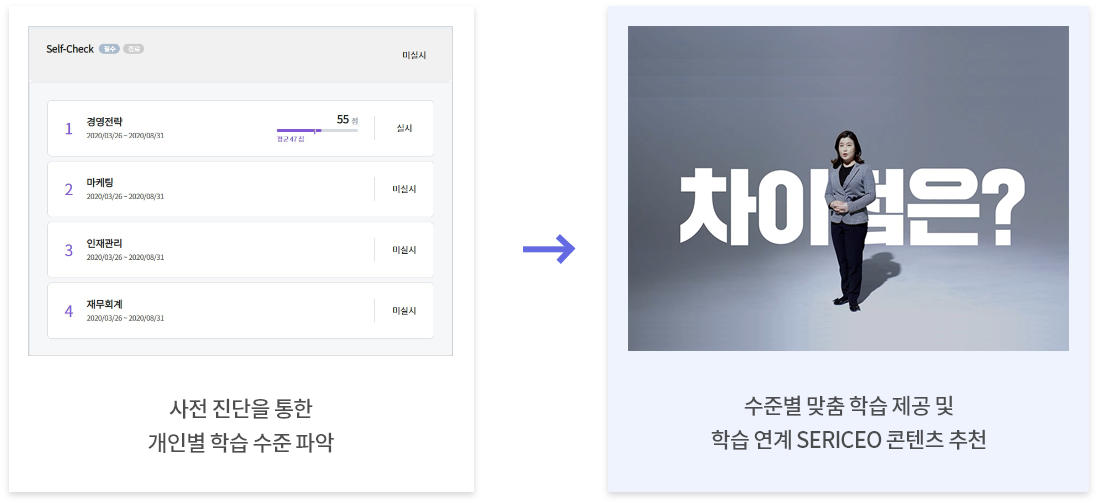 Self-Check 필수 진료
미실시
1 경영전략 2020/03/26 ~ 2020/08/31 55 점 평균 47 점 실시
2 마케팅 2020/03/26 ~ 2020/08/31 미실시
3 인재관리 2020/03/26 ~ 2020/08/31 미실시
4 재무회계 2020/03/26 ~ 2020/08/31 미실시
사전 진단을 통한
개인별 학습 수준 파악
차이점은?
수준별 맞춤 학습 제공 및
학습 연계 SERICEO 콘텐츠 추천